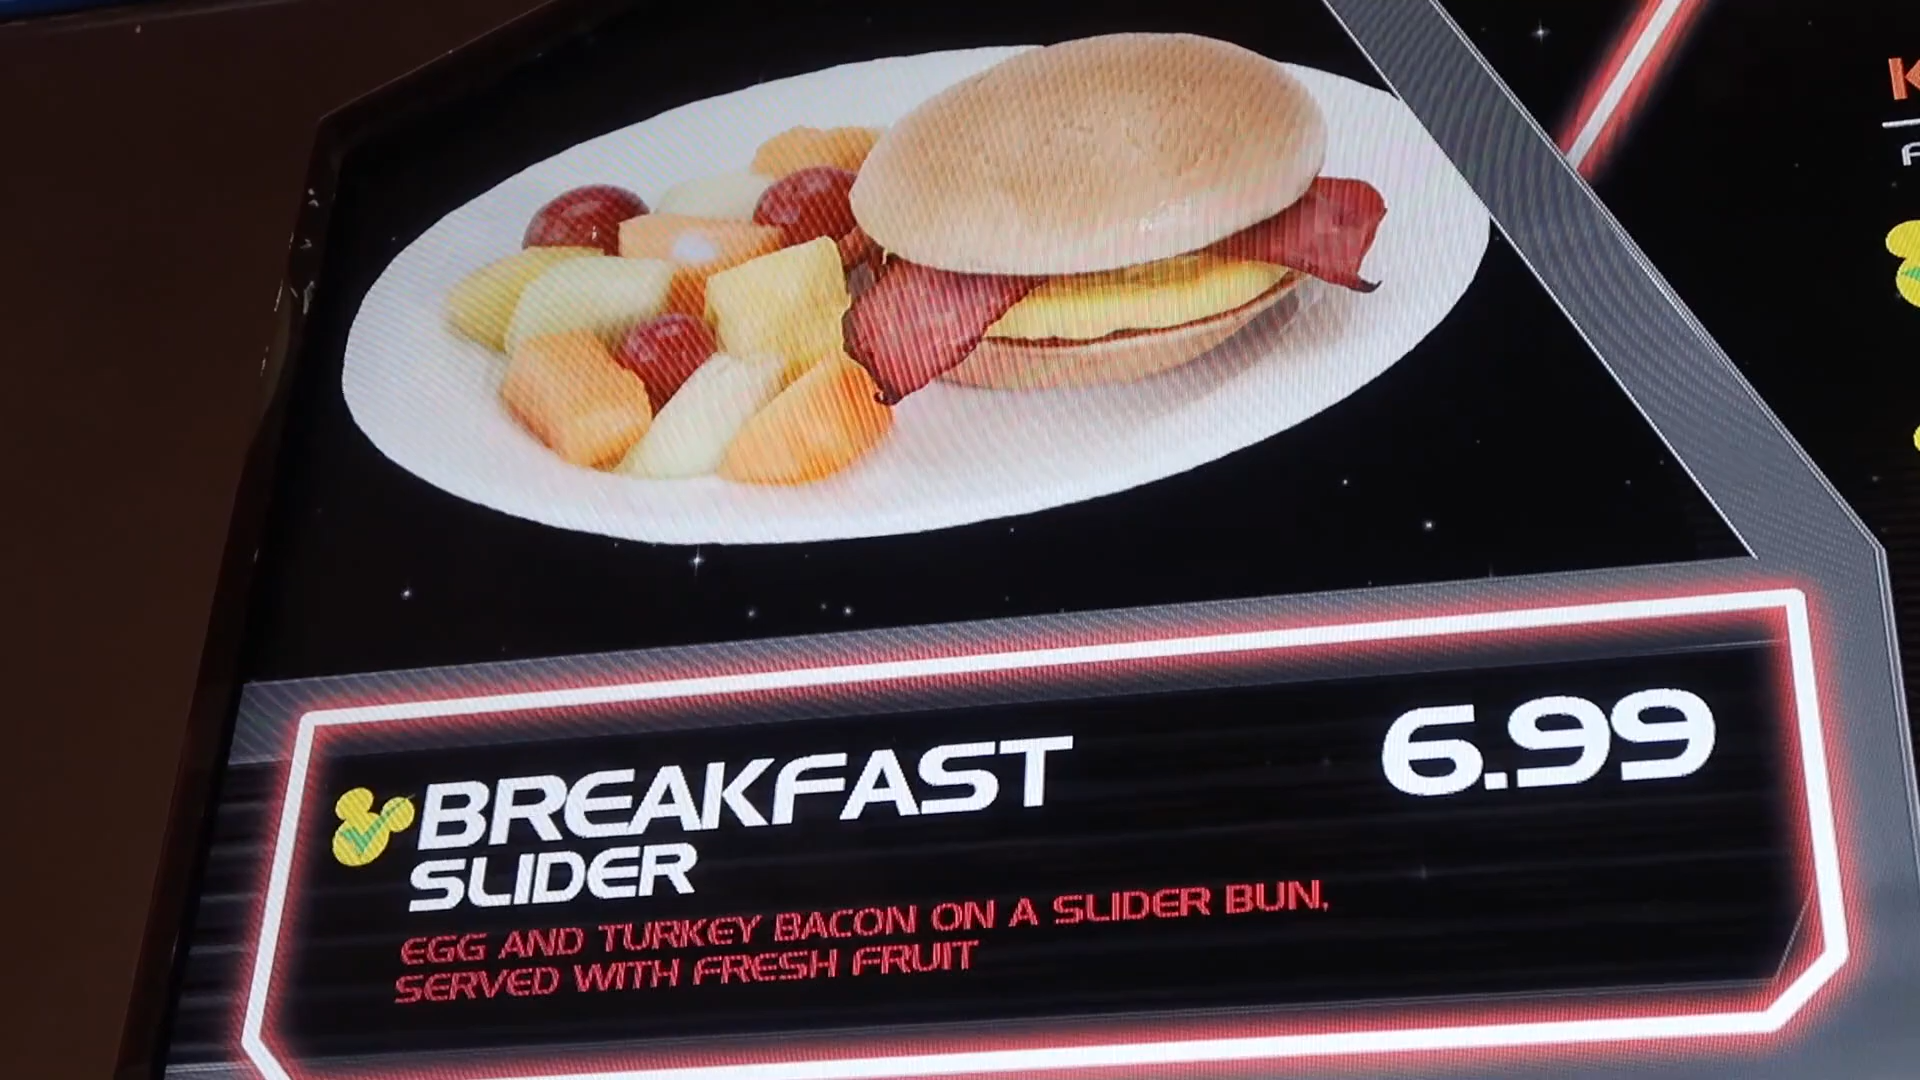 BREAKFAST
SLIDER
6.99
EGG AND TURKEY BACON ON A SLIDER BUN,
SERVED WITH FRESH FRUIT